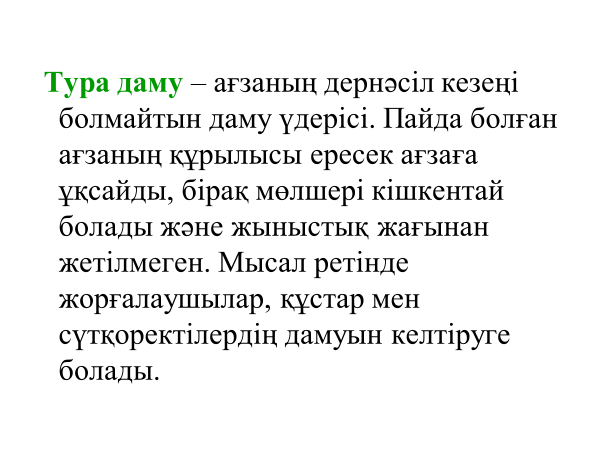 Тура даму – ағзаның дернәсіл кезеңі
болмайтын даму үдерісі. Пайда болған
ағзаның құрылысы ересек ағзаға
ұқсайды, бірақ мөлшері кішкентай
болады және жыныстық жағынан
жетілмеген. Мысал ретінде
жорғалаушылар, құстар мен
сүтқоректілердің дамуын келтіруге
болады.